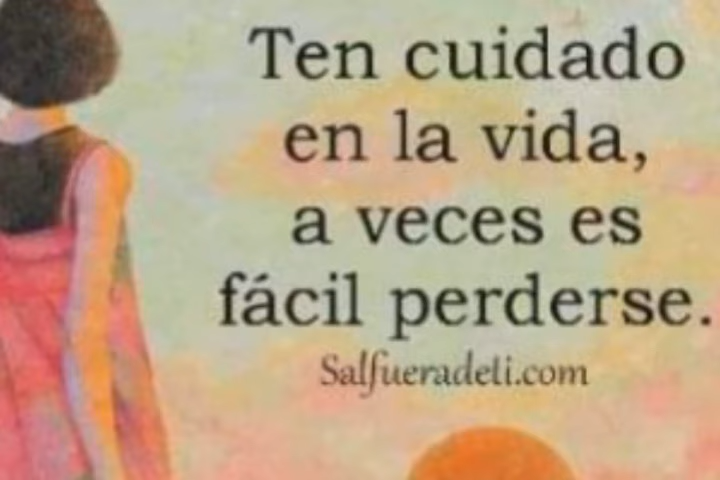 Ten cuidado
en la vida,
a veces es
fácil perderse.
Salfueradeti.com